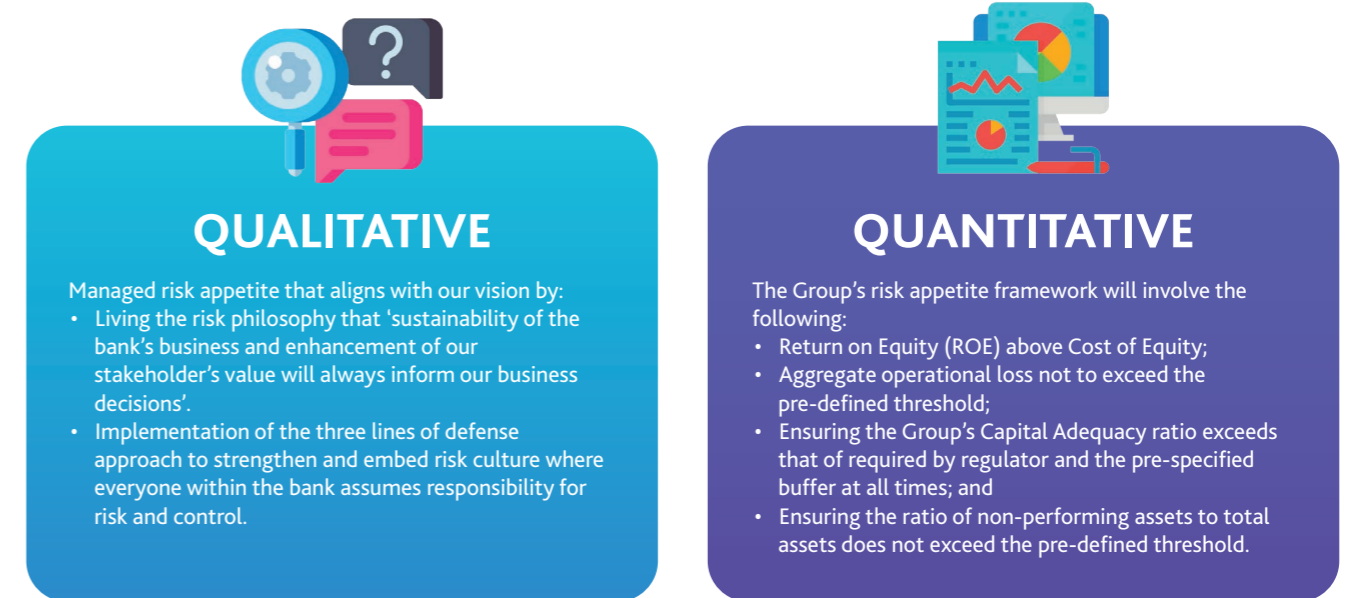 ?
QUALITATIVE
Managed risk appetite that aligns with our vision by:
• Living the risk philosophy that ‘sustainability of the
bank’s business and enhancement of our
stakeholder’s value will always inform our business
decisions’.
• Implementation of the three lines of defense
approach to strengthen and embed risk culture where
everyone within the bank assumes responsibility for
risk and control.
QUANTITATIVE
The Group’s risk appetite framework will involve the
following:
• Return on Equity (ROE) above Cost of Equity;
• Aggregate operational loss not to exceed the
pre-defined threshold;
• Ensuring the Group’s Capital Adequacy ratio exceeds
that of required by regulator and the pre-specified
buffer at all times; and
• Ensuring the ratio of non-performing assets to total
assets does not exceed the pre-defined threshold.